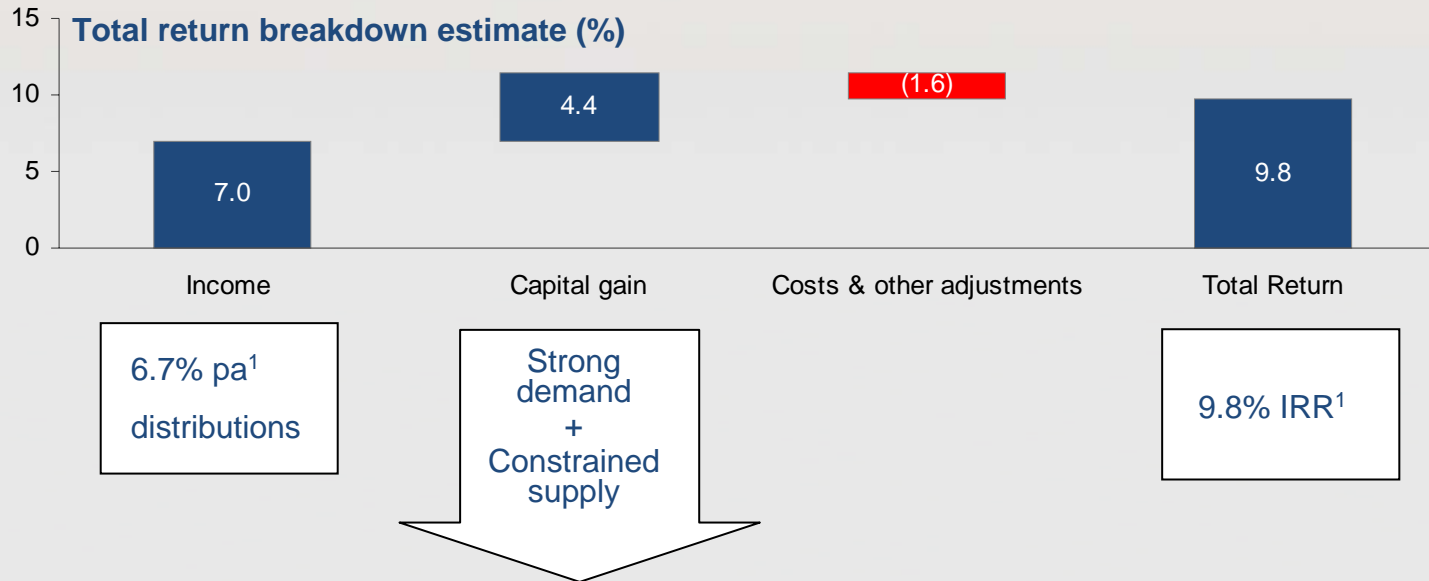 Total return breakdown estimate (%)
15
10
5
0
7.0
4.4
(1.6)
9.8
Income
Capital gain
Costs & other adjustments
Total Return
6.7% pa¹
distributions
Strong
demand
+
Constrained
supply
9.8% IRR¹